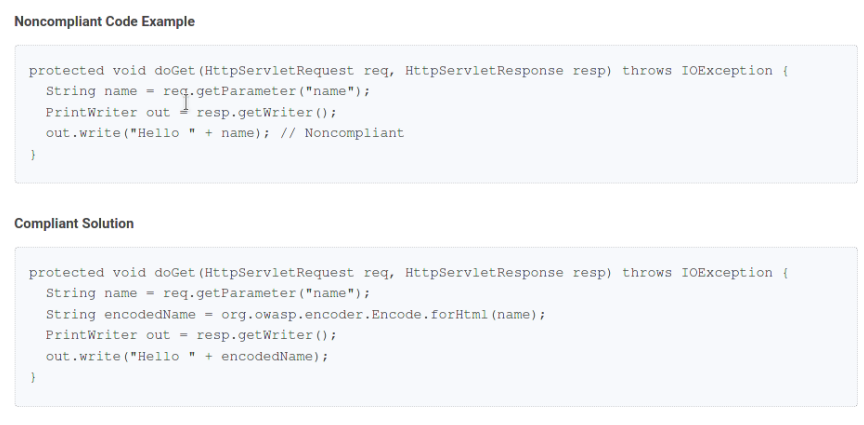 Noncompliant Code Example
protected void doGet(HttpServletRequest req, HttpServletResponse resp) throws IOException {
  String name = req.getParameter("name");
  PrintWriter out = resp.getWriter();
  out.write("Hello " + name); // Noncompliant
}
Compliant Solution
protected void doGet(HttpServletRequest req, HttpServletResponse resp) throws IOException {
  String name = req.getParameter("name");
  String encodedName = org.owasp.encoder.Encode.forHtml(name);
  PrintWriter out = resp.getWriter();
  out.write("Hello " + encodedName);
}